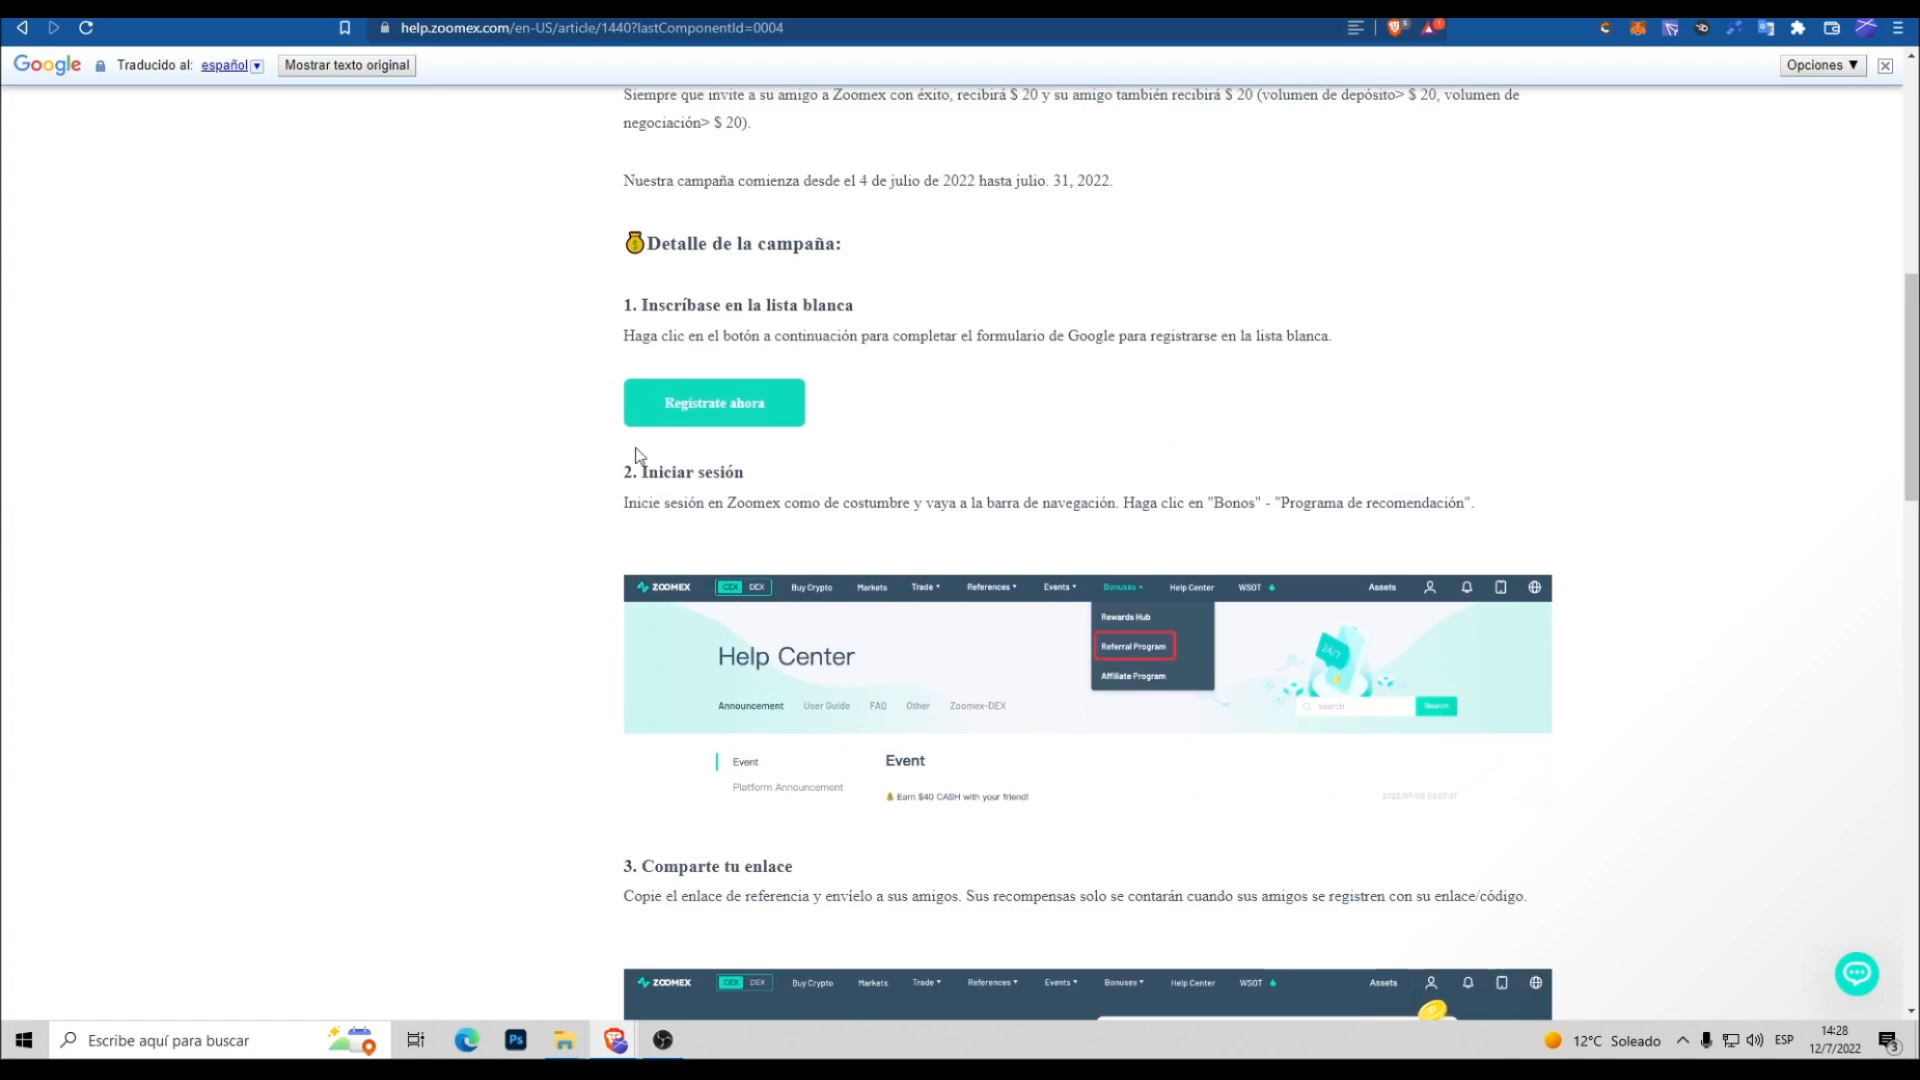 help.zoomex.com/en-US/article/1440?lastComponentId=0004
5
1
Google Traducido al: español Mostrar texto original Opciones
Siempre que invite a su amigo a Zoomex con éxito, recibirá $ 20 y su amigo también recibirá $ 20 (volumen de depósito> $ 20, volumen de
negociación> $ 20).
Nuestra campaña comienza desde el 4 de julio de 2022 hasta julio. 31, 2022.
Detalle de la campaña:
1. Inscríbase en la lista blanca
Haga clic en el botón a continuación para completar el formulario de Google para registrarse en la lista blanca.
Regístrate ahora
2. Iniciar sesión
Inicie sesión en Zoomex como de costumbre y vaya a la barra de navegación. Haga clic en "Bonos" - "Programa de recomendación".
ZOOMEX CEX DEX Buy Crypto Markets Trade References Events Bonuses Help Center WSOT Assets
Rewards Hub
Referral Program
Affiliate Program
24/7
Help Center
Announcement User Guide FAQ Other Zoomex-DEX search Search
Event
Platform Announcement
Event
Earn $40 CASH with your friend!
3. Comparte tu enlace
Copie el enlace de referencia y envíelo a sus amigos. Sus recompensas solo se contarán cuando sus amigos se registren con su enlace/código.
ZOOMEX CEX DEX Buy Crypto Markets Trade References Events Bonuses Help Center WSOT Assets
Escribe aquí para buscar
Ps
12°C Soleado
ESP
14:28
12/7/2022
3